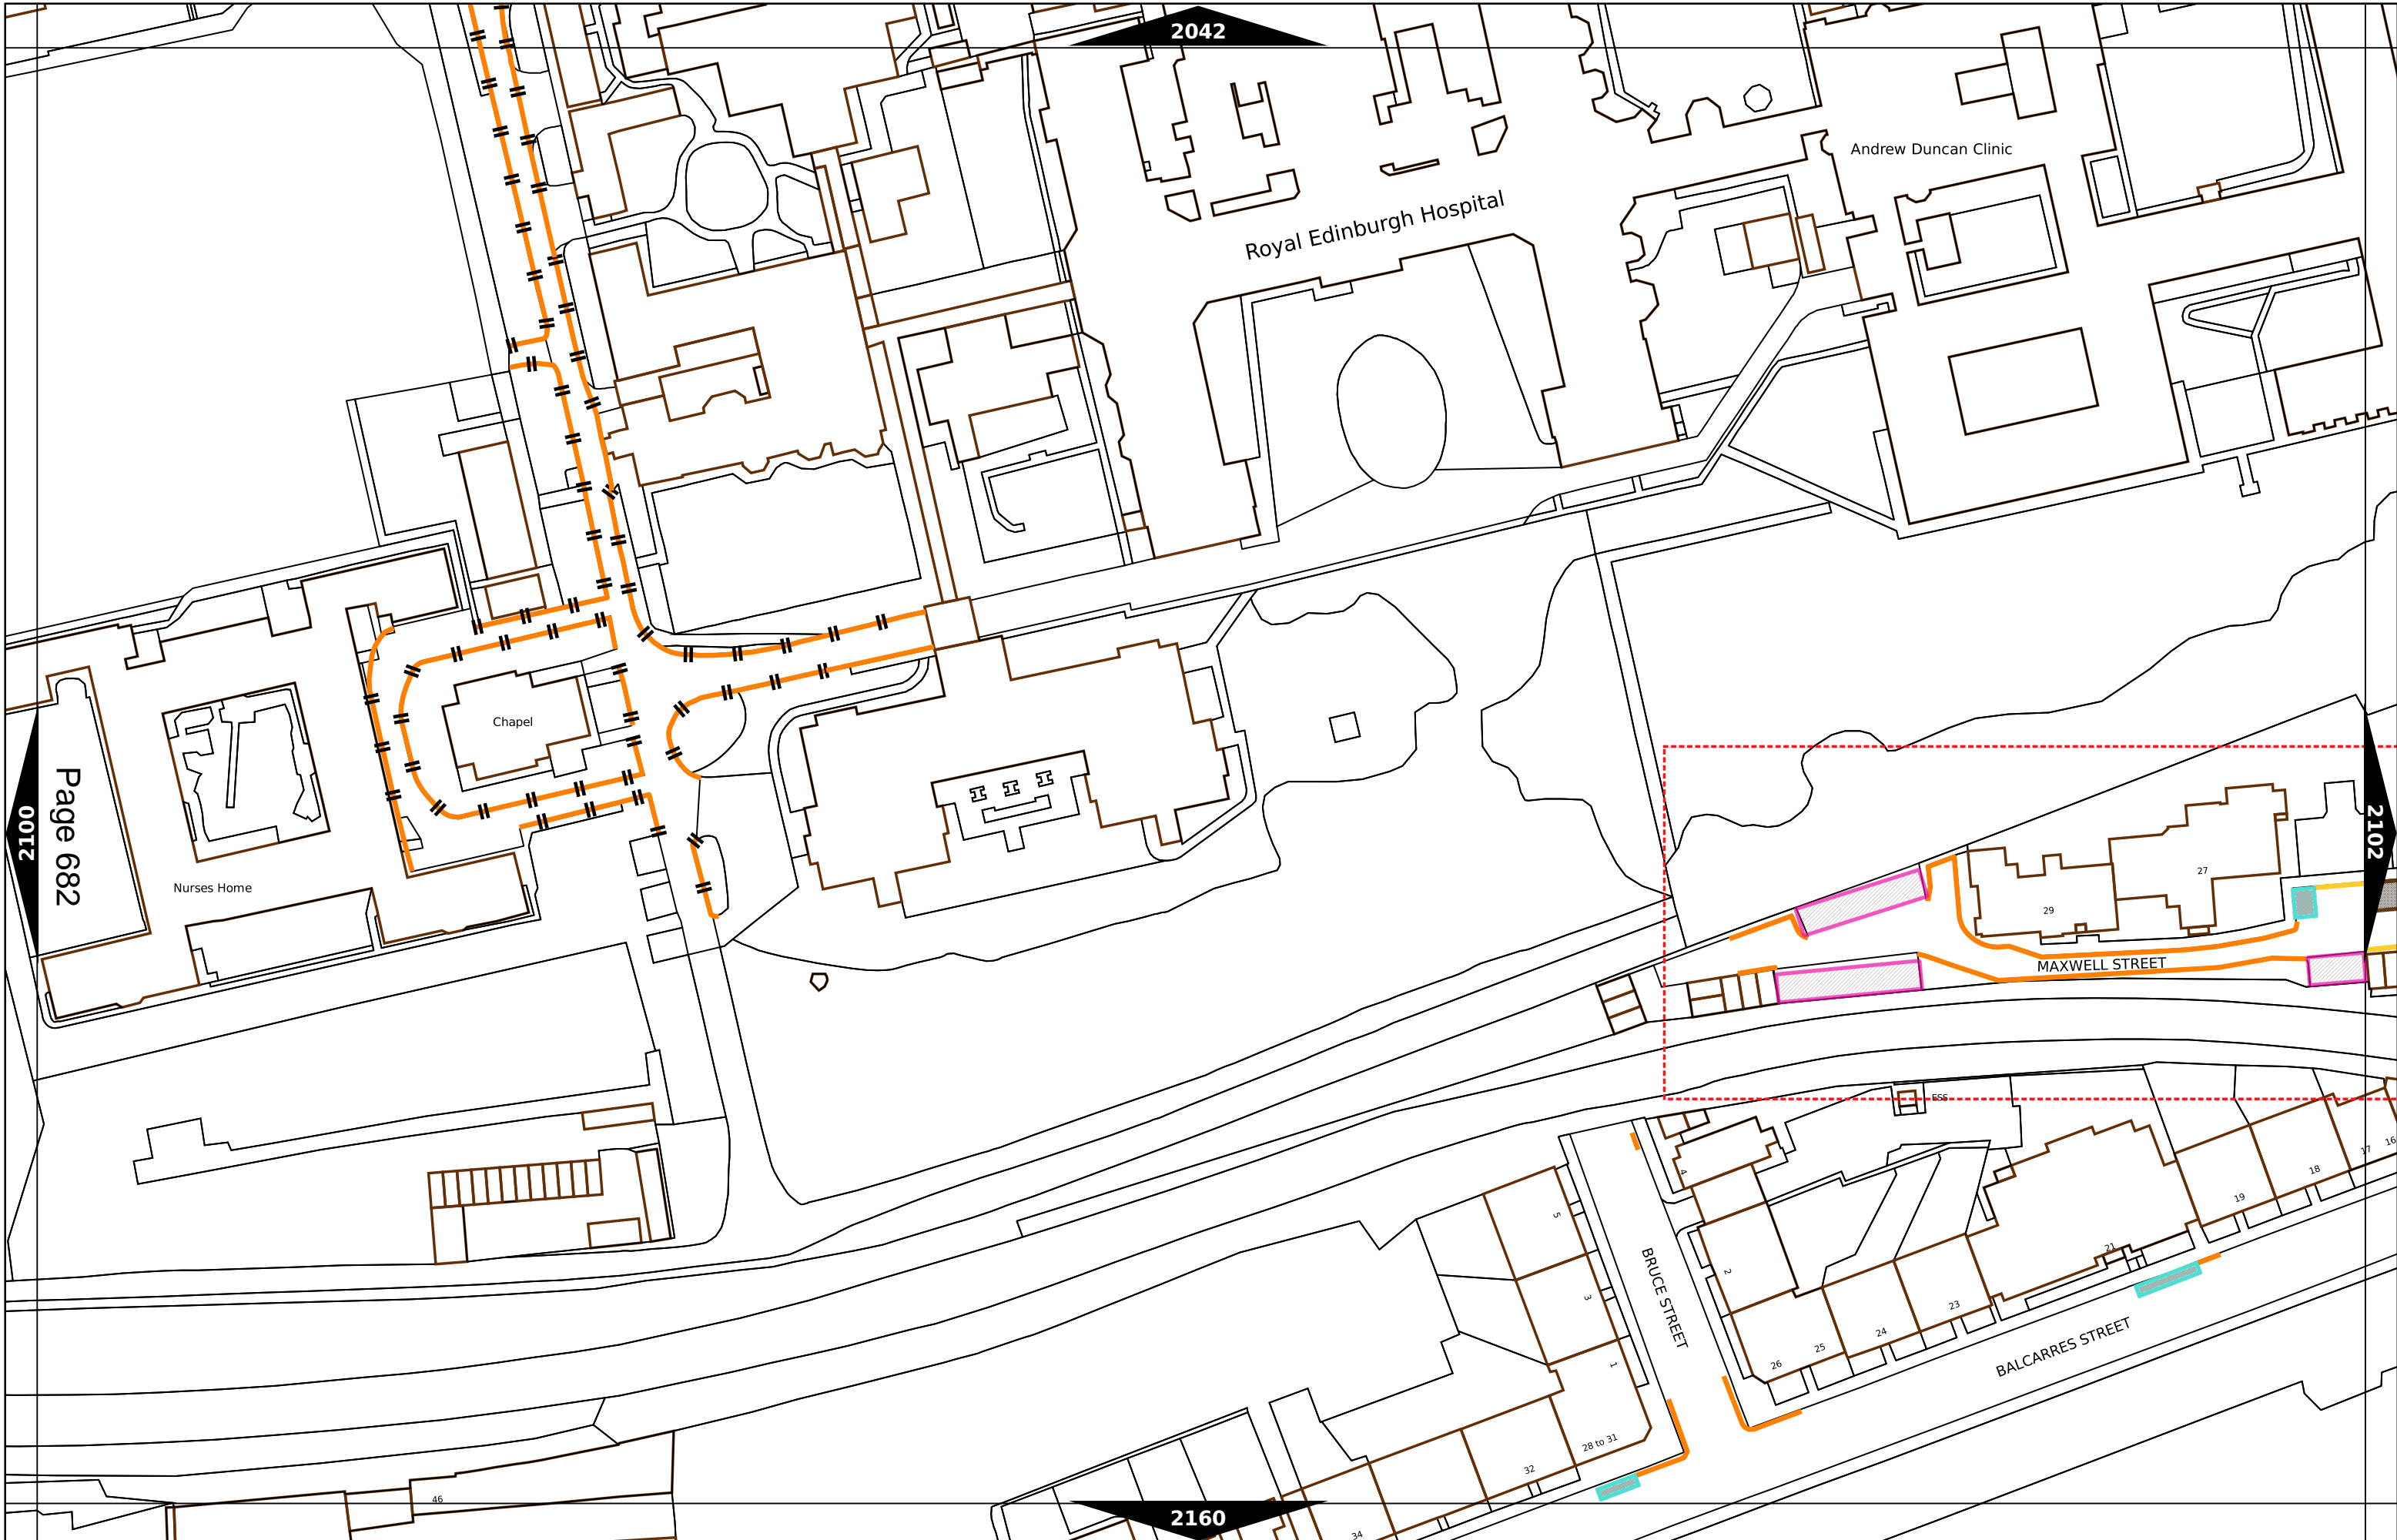 2042
Andrew Duncan Clinic
Royal Edinburgh Hospital
Chapel
2100
Page 682
2102
27
Nurses Home
29
MAXWELL STREET
ESS
4
17
16
18
19
5
BRUCE STREET
2
21
3
23
24
25
26
1
BALCARRES STREET
28 to 31
32
46
2160
34